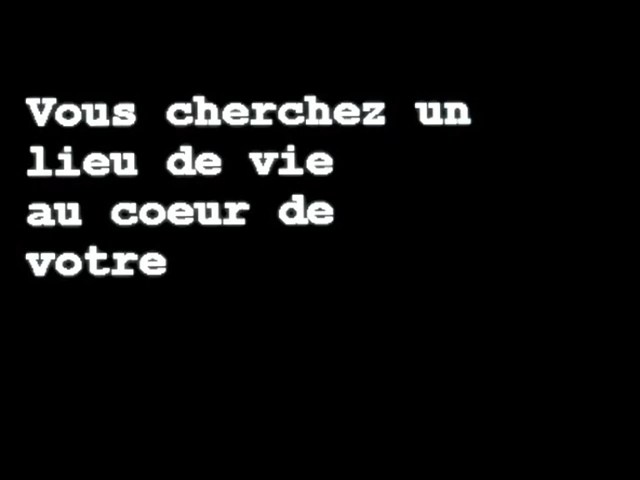 Vous cherchez un
lieu de vie
au coeur de
votre